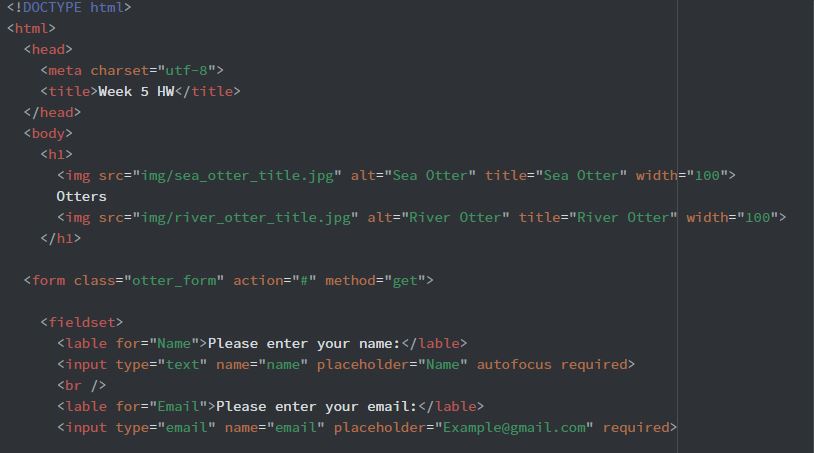 <!DOCTYPE html>
<html>
<head>
<meta charset="utf-8">
<title>Week 5 HW</title>
</head>
<body>
<h1>
<img src="img/sea_otter_title.jpg" alt="Sea Otter" title="Sea Otter" width="100">
Otters
<img src="img/river_otter_title.jpg" alt="River Otter" title="River Otter" width="100">
</h1>
<form class="otter_form" action="#" method="get">
<fieldset>
<lable for="Name">Please enter your name:</lable>
<input type="text" name="name" placeholder="Name" autofocus required>
<br />
<lable for="Email">Please enter your email:</lable>
<input type="email" name="email" placeholder="Example@gmail.com" required>